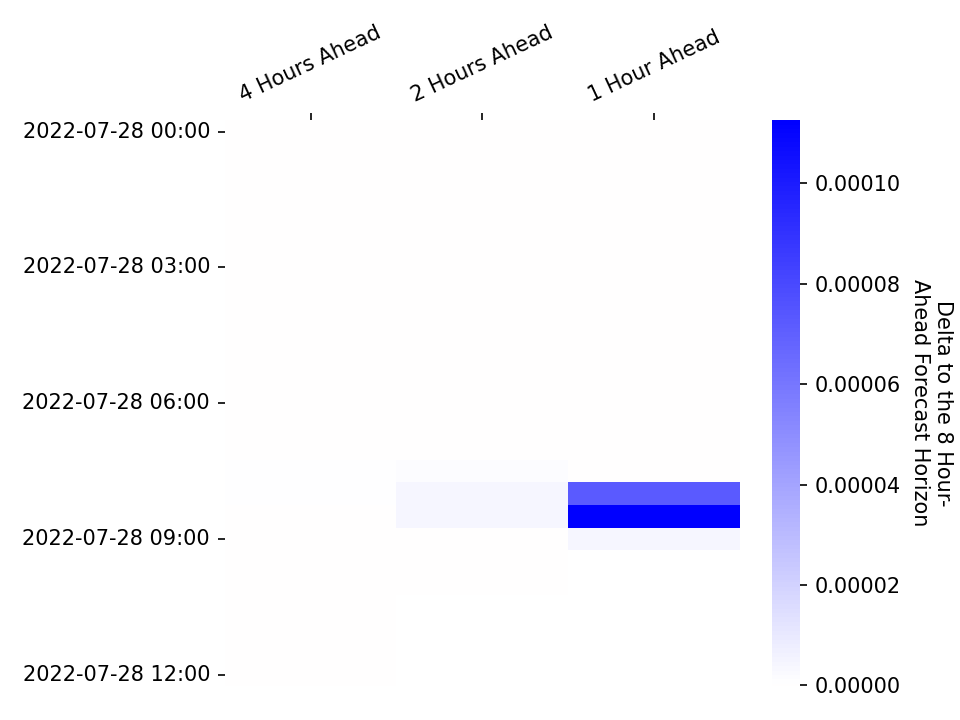 4 Hours Ahead
2 Hours Ahead
1 Hour Ahead
2022-07-28 00:00
2022-07-28 03:00
2022-07-28 06:00
2022-07-28 09:00
2022-07-28 12:00
0.00010
0.00008
0.00006
0.00004
0.00002
0.00000
Delta to the 8 Hour-
Ahead Forecast Horizon